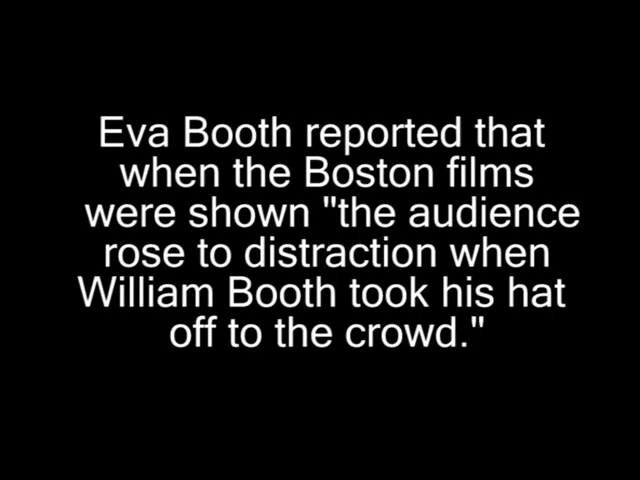 Eva Booth reported that
when the Boston films
were shown "the audience
rose to distraction when
William Booth took his hat
off to the crowd."